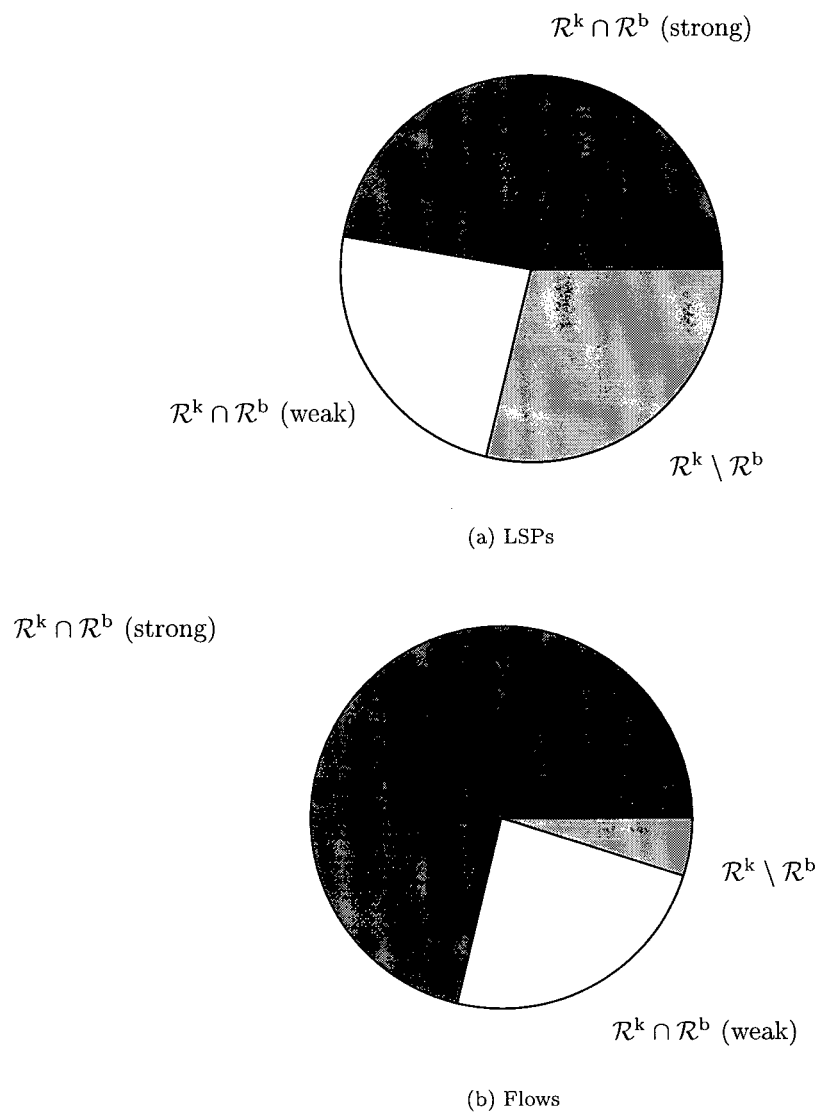 ℛᵏ ∩ ℛᵇ (strong)
ℛᵏ ∩ ℛᵇ (weak)
ℛᵏ \ ℛᵇ
(a) LSPs
ℛᵏ ∩ ℛᵇ (strong)
ℛᵏ \ ℛᵇ
ℛᵏ ∩ ℛᵇ (weak)
(b) Flows